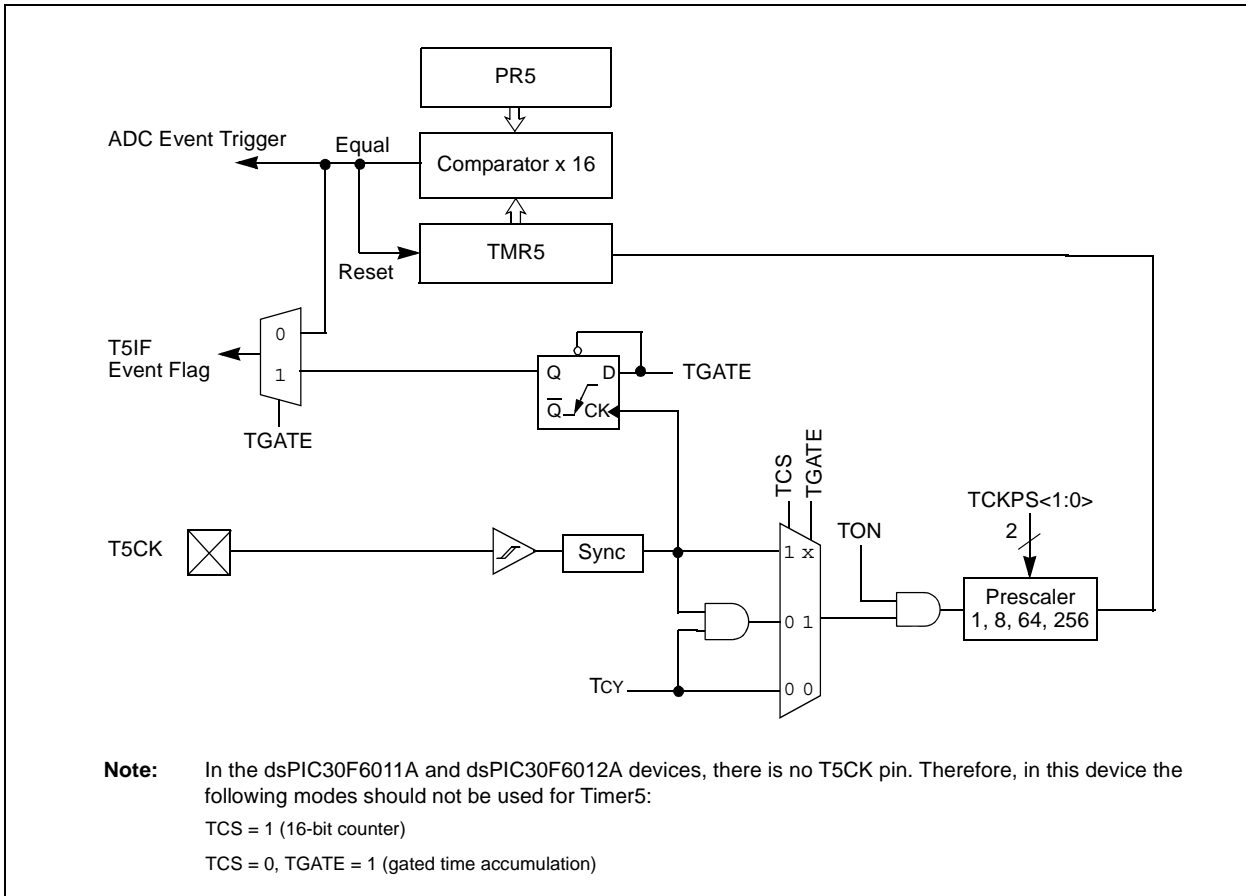 PR5
ADC Event Trigger
Equal
Comparator x 16
TMR5
Reset
0
T5IF
Event Flag
1
TGATE
Q
D
TGATE
Q
CK
TCS
TGATE
TCKPS<1:0>
2
T5CK
Sync
1 x
TON
Prescaler
1, 8, 64, 256
0 1
TCY
0 0
Note: In the dsPIC30F6011A and dsPIC30F6012A devices, there is no T5CK pin. Therefore, in this device the
following modes should not be used for Timer5:
TCS = 1 (16-bit counter)
TCS = 0, TGATE = 1 (gated time accumulation)